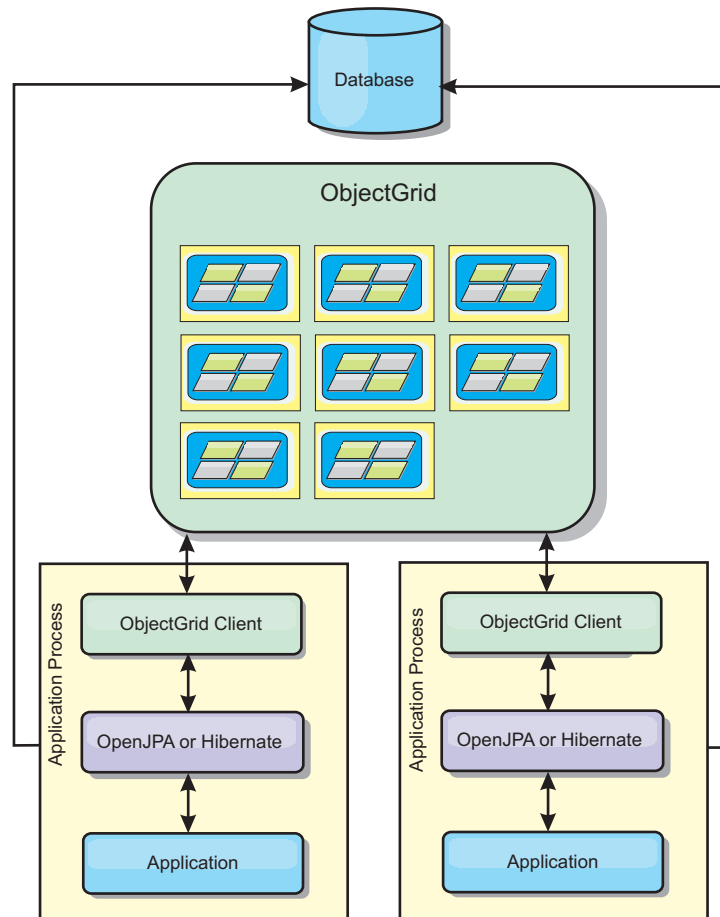 Database
ObjectGrid
Application Process
ObjectGrid Client
OpenJPA or Hibernate
Application
Application Process
ObjectGrid Client
OpenJPA or Hibernate
Application